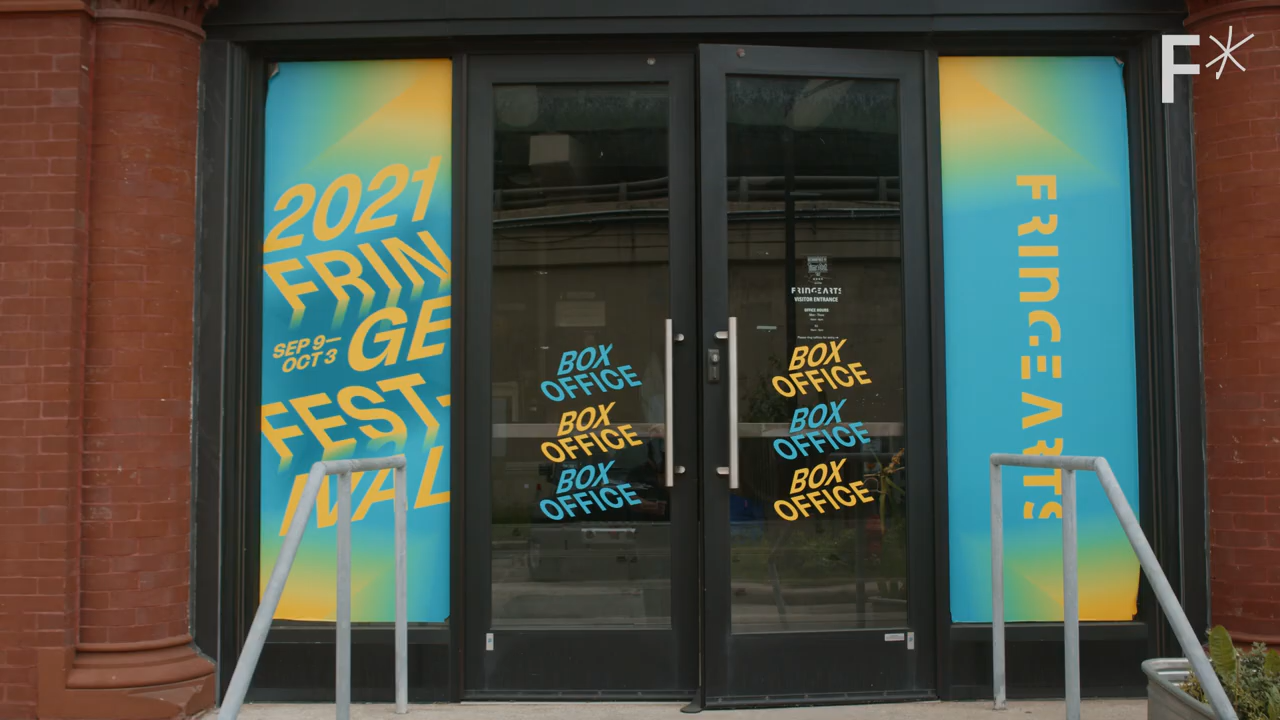 F*
2021
FRIN
GE
SEP 9–
OCT 3
FEST-
IVAL
BOX
OFFICE
BOX
OFFICE
BOX
OFFICE
FRINGEARTS
VISITOR ENTRANCE
OFFICE HOURS
BOX
OFFICE
BOX
OFFICE
BOX
OFFICE
FRINGEARTS